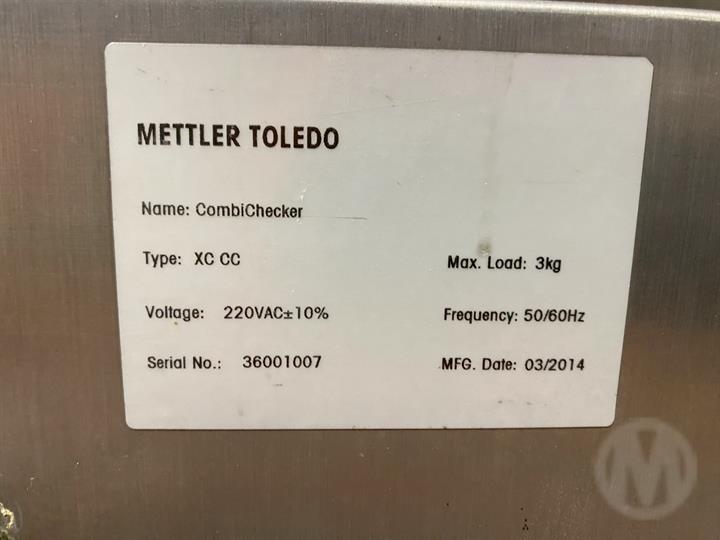 METTLER TOLEDO
Name: CombiChecker
Type: XC CC Max. Load: 3kg
Voltage: 220VAC±10% Frequency: 50/60Hz
Serial No.: 36001007 MFG. Date: 03/2014
M